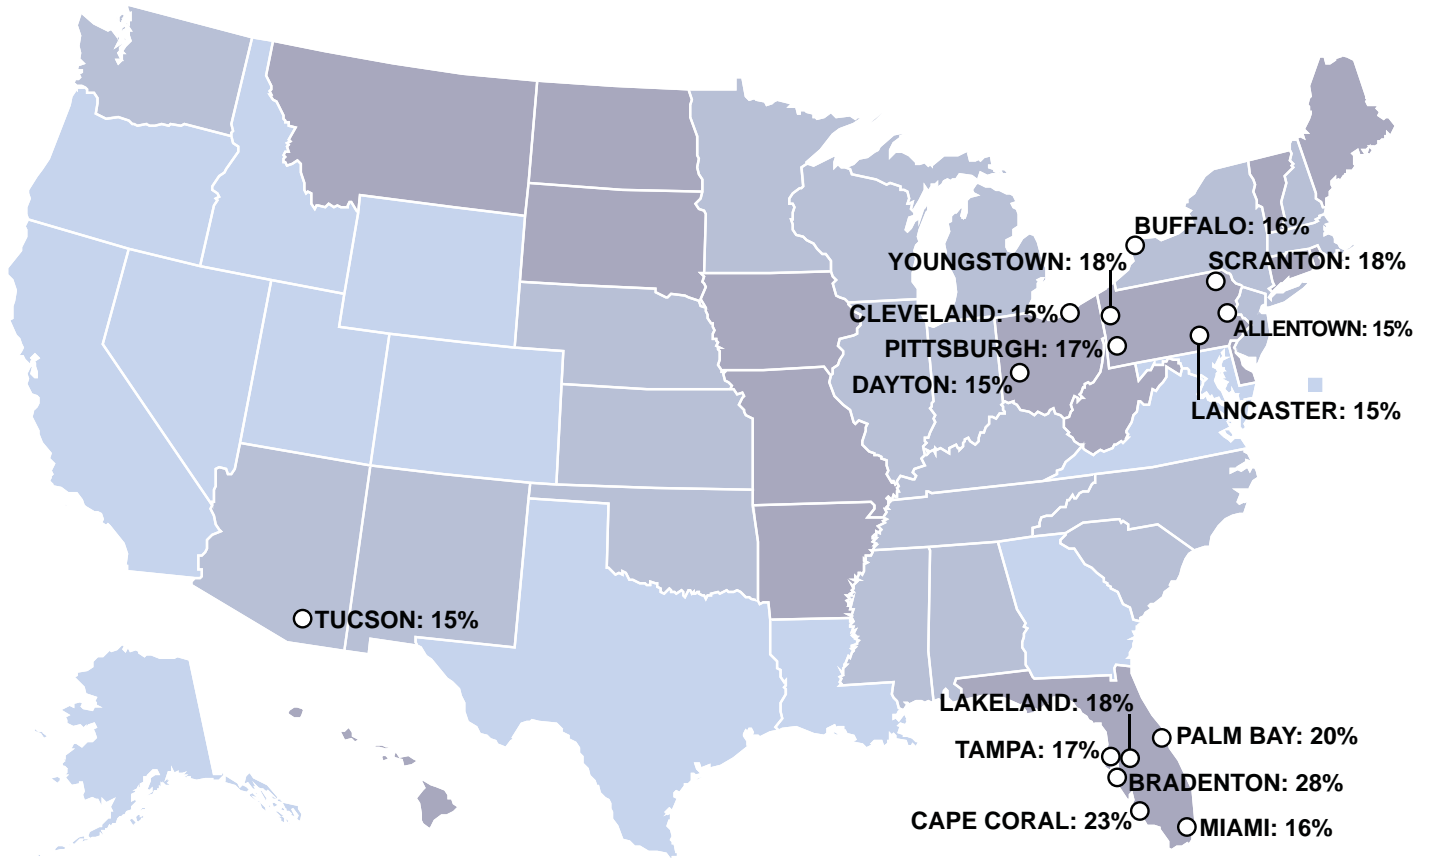 BUFFALO: 16%
YOUNGSTOWN: 18%
SCRANTON: 18%
CLEVELAND: 15%
ALLENTOWN: 15%
PITTSBURGH: 17%
DAYTON: 15%
LANCASTER: 15%
TUCSON: 15%
LAKELAND: 18%
PALM BAY: 20%
TAMPA: 17%
BRADENTON: 28%
CAPE CORAL: 23%
MIAMI: 16%